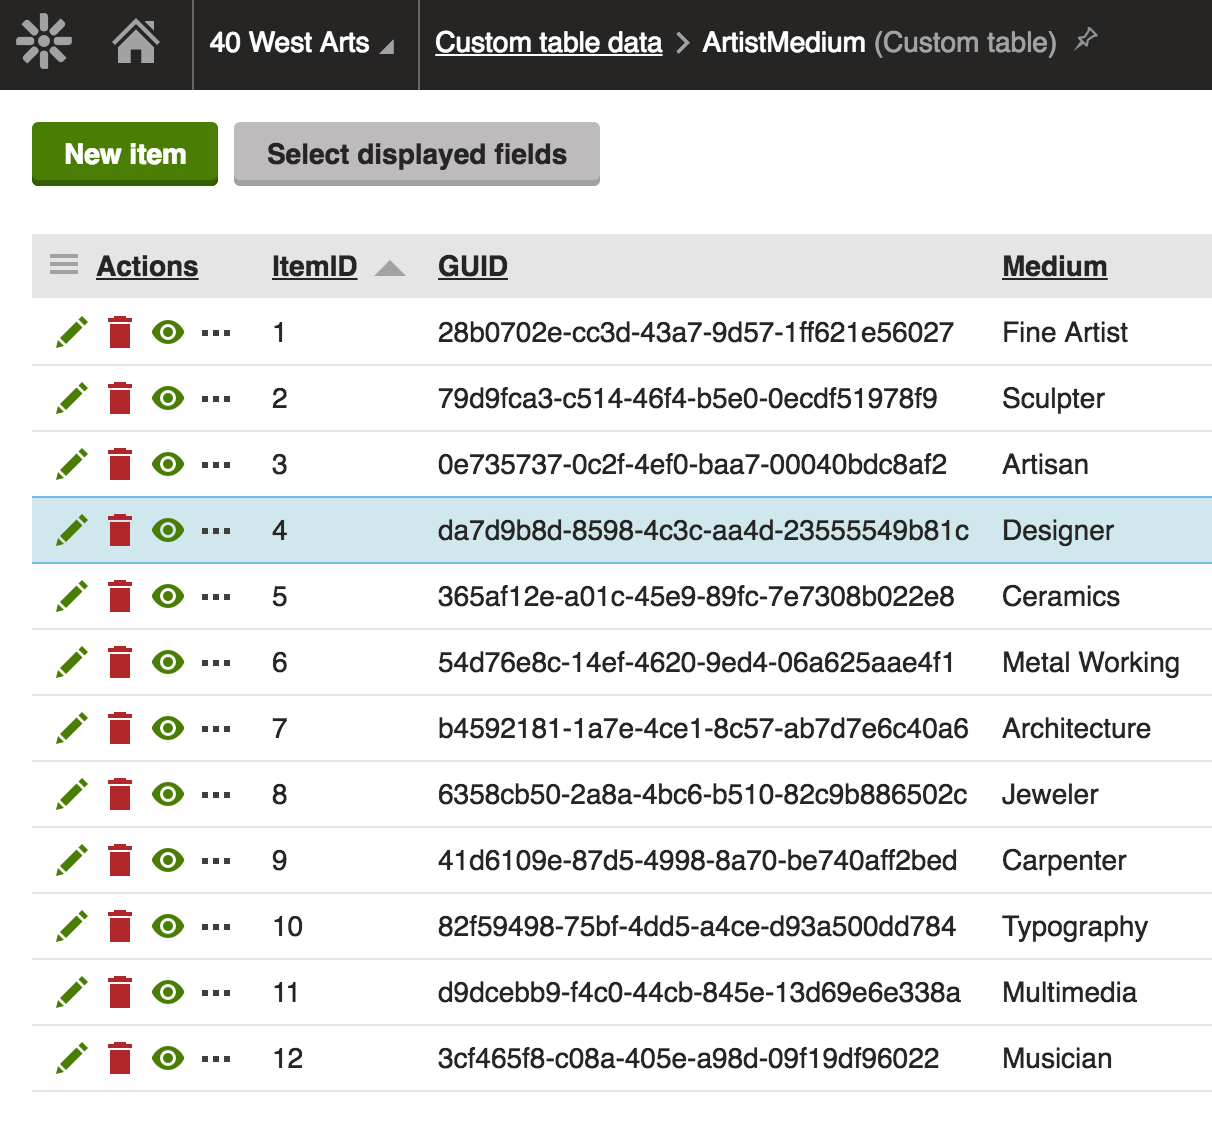 40 West Arts Custom table data > ArtistMedium (Custom table)
New item Select displayed fields
Actions ItemID GUID Medium
1 28b0702e-cc3d-43a7-9d57-1ff621e56027 Fine Artist
2 79d9fca3-c514-46f4-b5e0-0ecdf51978f9 Sculpter
3 0e735737-0c2f-4ef0-baa7-00040bdc8af2 Artisan
4 da7d9b8d-8598-4c3c-aa4d-23555549b81c Designer
5 365af12e-a01c-45e9-89fc-7e7308b022e8 Ceramics
6 54d76e8c-14ef-4620-9ed4-06a625aae4f1 Metal Working
7 b4592181-1a7e-4ce1-8c57-ab7d7e6c40a6 Architecture
8 6358cb50-2a8a-4bc6-b510-82c9b886502c Jeweler
9 41d6109e-87d5-4998-8a70-be740aff2bed Carpenter
10 82f59498-75bf-4dd5-a4ce-d93a500dd784 Typography
11 d9dcebb9-f4c0-44cb-845e-13d69e6e338a Multimedia
12 3cf465f8-c08a-405e-a98d-09f19df96022 Musician